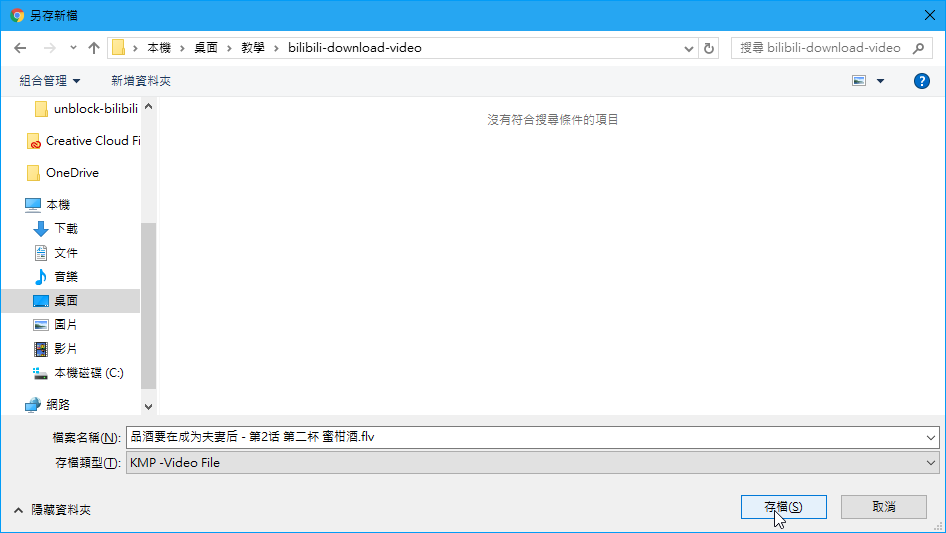 另存新檔
本機 > 桌面 > 教學 > bilibili-download-video
搜尋 bilibili-download-video
組合管理 新增資料夾
沒有符合搜尋條件的項目
unblock-bilibili
Creative Cloud Fi
OneDrive
本機
下載
文件
音樂
桌面
圖片
影片
本機磁碟 (C:)
網路
檔案名稱(N): 品酒要在成为夫妻后 - 第2话 第二杯 蜜柑酒.flv
存檔類型(T): KMP -Video File
隱藏資料夾
存檔(S) 取消